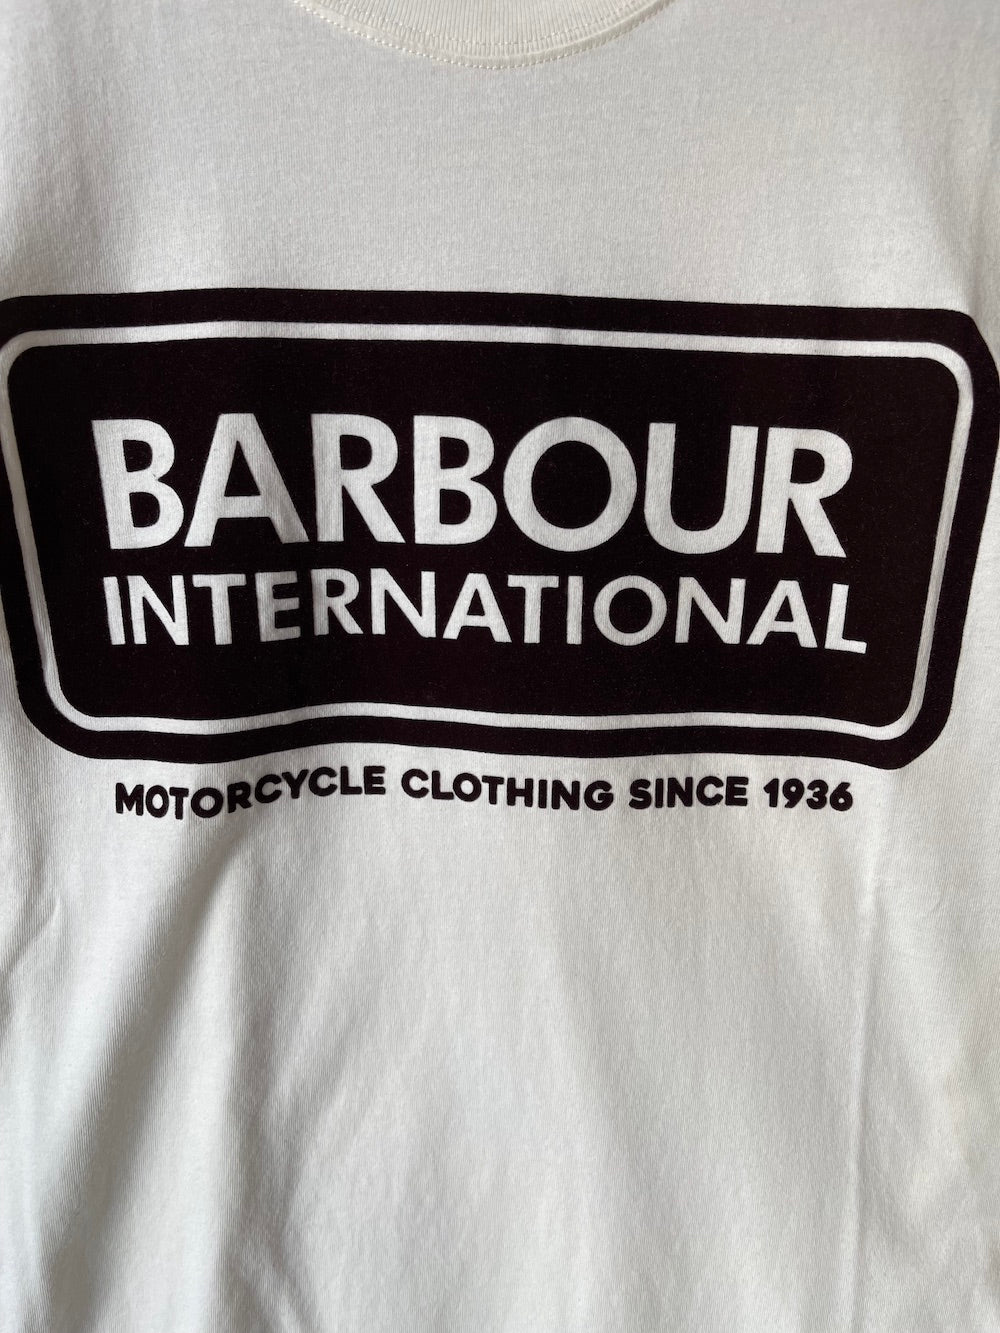 BARBOUR
INTERNATIONAL
MOTORCYCLE CLOTHING SINCE 1936